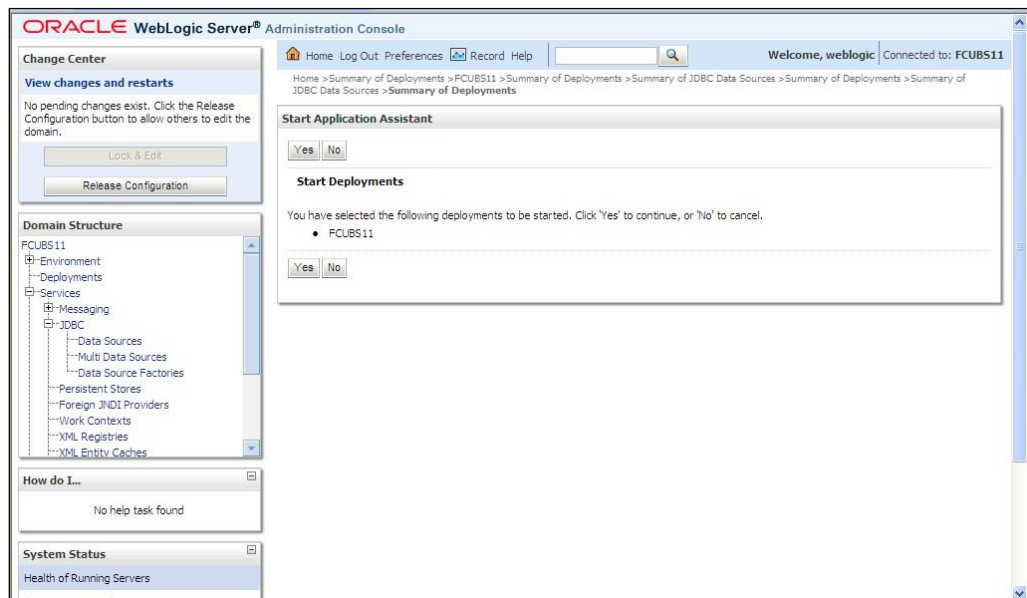 ORACLE WebLogic Server® Administration Console
Change Center
View changes and restarts
No pending changes exist. Click the Release
Configuration button to allow others to edit the
domain.
Lock & Edit
Release Configuration
Domain Structure
FCUBS11
Environment
Deployments
Services
Messaging
JDBC
Data Sources
Multi Data Sources
Data Source Factories
Persistent Stores
Foreign JNDI Providers
Work Contexts
XML Registries
XML Entity Caches
How do I...
No help task found
System Status
Health of Running Servers
Home Log Out Preferences Record Help
Welcome, weblogic Connected to: FCUBS11
Home >Summary of Deployments >FCUBS11 >Summary of Deployments >Summary of JDBC Data Sources >Summary of Deployments >Summary of
JDBC Data Sources >Summary of Deployments
Start Application Assistant
Yes No
Start Deployments
You have selected the following deployments to be started. Click 'Yes' to continue, or 'No' to cancel.
• FCUBS11
Yes No